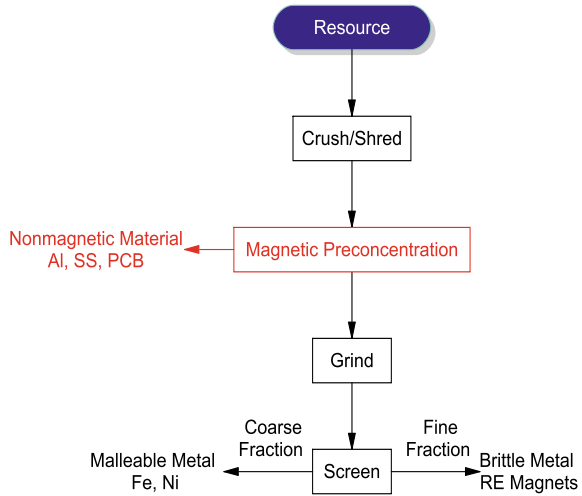 Resource
Crush/Shred
Nonmagnetic Material
Al, SS, PCB
Magnetic Preconcentration
Grind
Coarse
Fraction
Fine
Fraction
Malleable Metal
Fe, Ni
Screen
Brittle Metal
RE Magnets